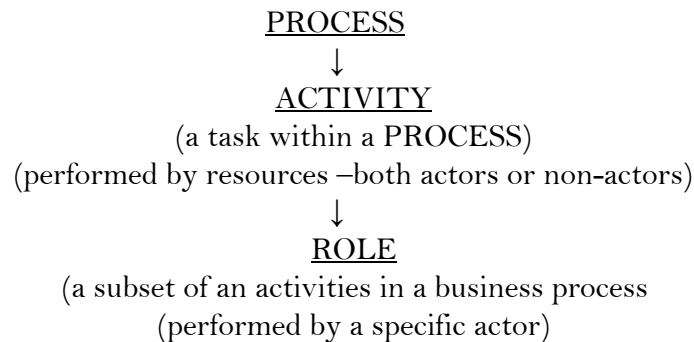 PROCESS
↓
ACTIVITY
(a task within a PROCESS)
(performed by resources –both actors or non-actors)
↓
ROLE
(a subset of an activities in a business process
(performed by a specific actor)